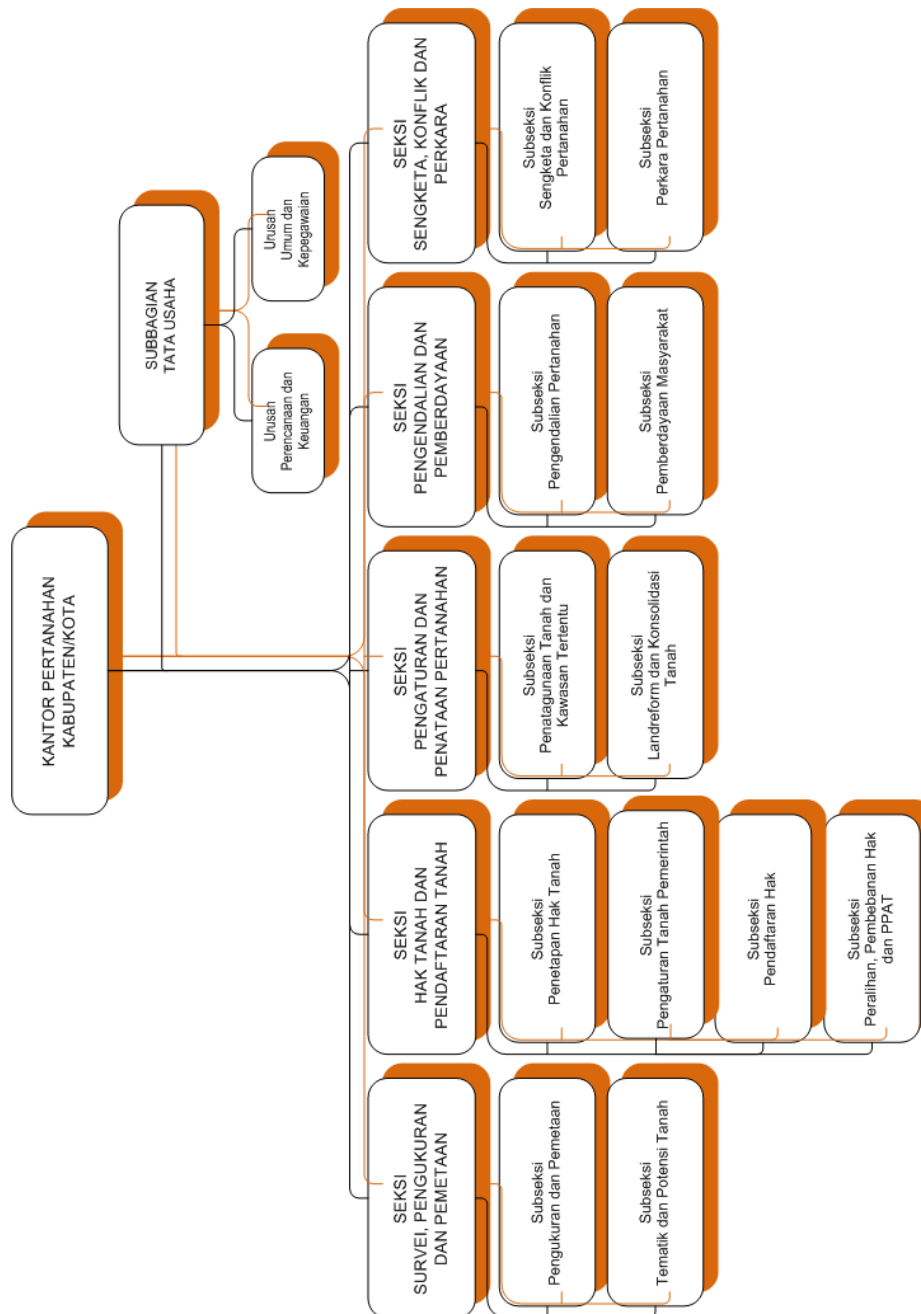 KANTOR PERTANAHAN
KABUPATEN/KOTA
SUBBAGIAN
TATA USAHA
Urusan
Perencanaan dan
Keuangan
Urusan
Umum dan
Kepegawaian
SEKSI
SURVEI, PENGUKURAN
DAN PEMETAAN
Subseksi
Pengukuran dan Pemetaan
Subseksi
Tematik dan Potensi Tanah
SEKSI
HAK TANAH DAN
PENDAFTARAN TANAH
Subseksi
Penetapan Hak Tanah
Subseksi
Pengaturan Tanah Pemerintah
Subseksi
Pendaftaran Hak
Subseksi
Peralihan, Pembebanan Hak
dan PPAT
SEKSI
PENGATURAN DAN
PENATAAN PERTANAHAN
Subseksi
Penatagunaan Tanah dan
Kawasan Tertentu
Subseksi
Landreform dan Konsolidasi
Tanah
SEKSI
PENGENDALIAN DAN
PEMBERDAYAAN
Subseksi
Pengendalian Pertanahan
Subseksi
Pemberdayaan Masyarakat
SEKSI
SENGKETA, KONFLIK DAN
PERKARA
Subseksi
Sengketa dan Konflik
Pertanahan
Subseksi
Perkara Pertanahan